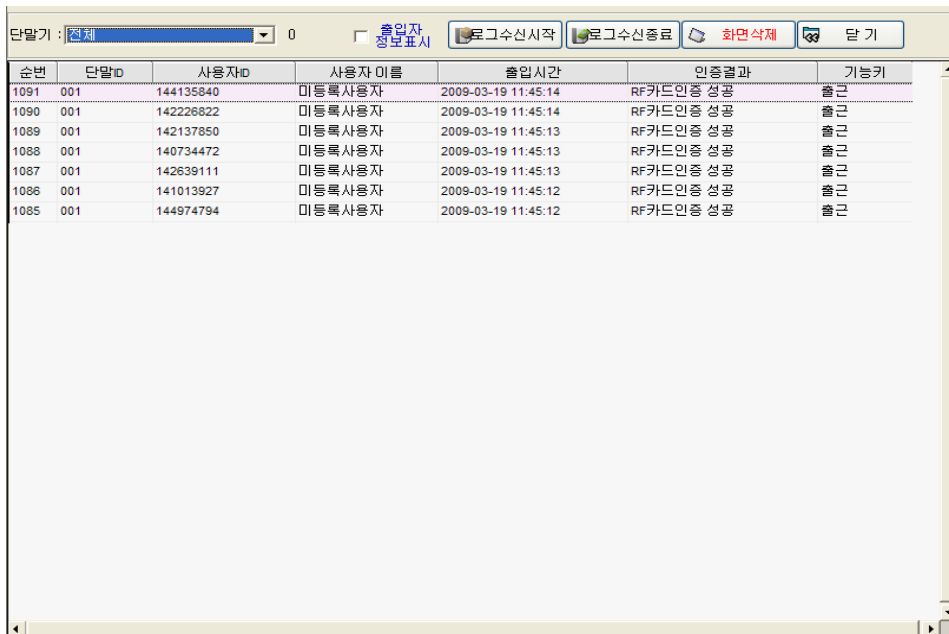 단말기 : 전체 0 출입자 정보표시 로그수신시작 로그수신종료 화면삭제 닫 기
순번 단말ID 사용자ID 사용자 이름 출입시간 인증결과 기능키
1091 001 144135840 미등록사용자 2009-03-19 11:45:14 RF카드인증 성공 출근
1090 001 142226822 미등록사용자 2009-03-19 11:45:14 RF카드인증 성공 출근
1089 001 142137850 미등록사용자 2009-03-19 11:45:13 RF카드인증 성공 출근
1088 001 140734472 미등록사용자 2009-03-19 11:45:13 RF카드인증 성공 출근
1087 001 142639111 미등록사용자 2009-03-19 11:45:13 RF카드인증 성공 출근
1086 001 141013927 미등록사용자 2009-03-19 11:45:12 RF카드인증 성공 출근
1085 001 144974794 미등록사용자 2009-03-19 11:45:12 RF카드인증 성공 출근